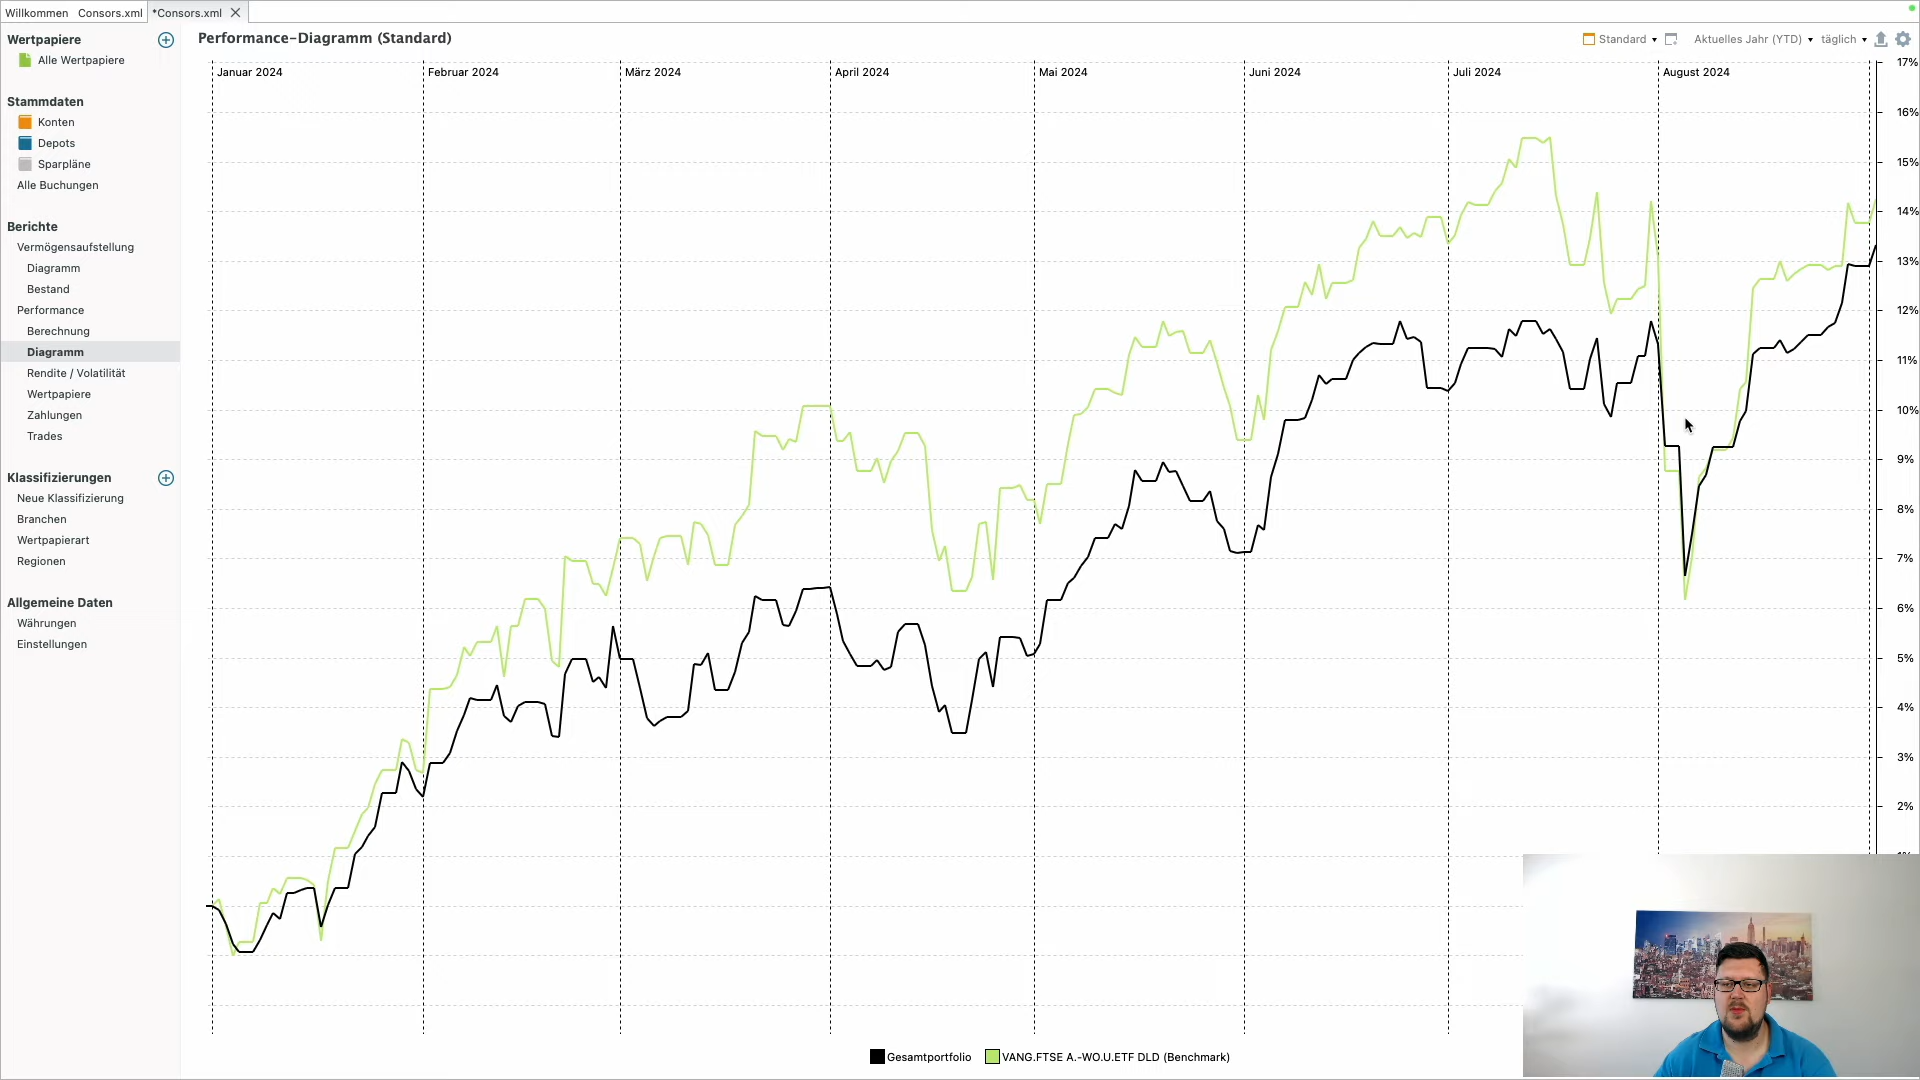 Willkommen Consors.xml *Consors.xml
Wertpapiere
Alle Wertpapiere
Stammdaten
Konten
Depots
Sparpläne
Alle Buchungen
Berichte
Vermögensaufstellung
Diagramm
Bestand
Performance
Berechnung
Diagramm
Rendite / Volatilität
Wertpapiere
Zahlungen
Trades
Klassifizierungen
Neue Klassifizierung
Branchen
Wertpapierart
Regionen
Allgemeine Daten
Währungen
Einstellungen
Performance-Diagramm (Standard)
Standard Aktuelles Jahr (YTD) täglich
Januar 2024 Februar 2024 März 2024 April 2024 Mai 2024 Juni 2024 Juli 2024 August 2024
17%
16%
15%
14%
13%
12%
11%
10%
9%
8%
7%
6%
5%
4%
3%
2%
Gesamtportfolio VANG.FTSE A.-WO.U.ETF DLD (Benchmark)